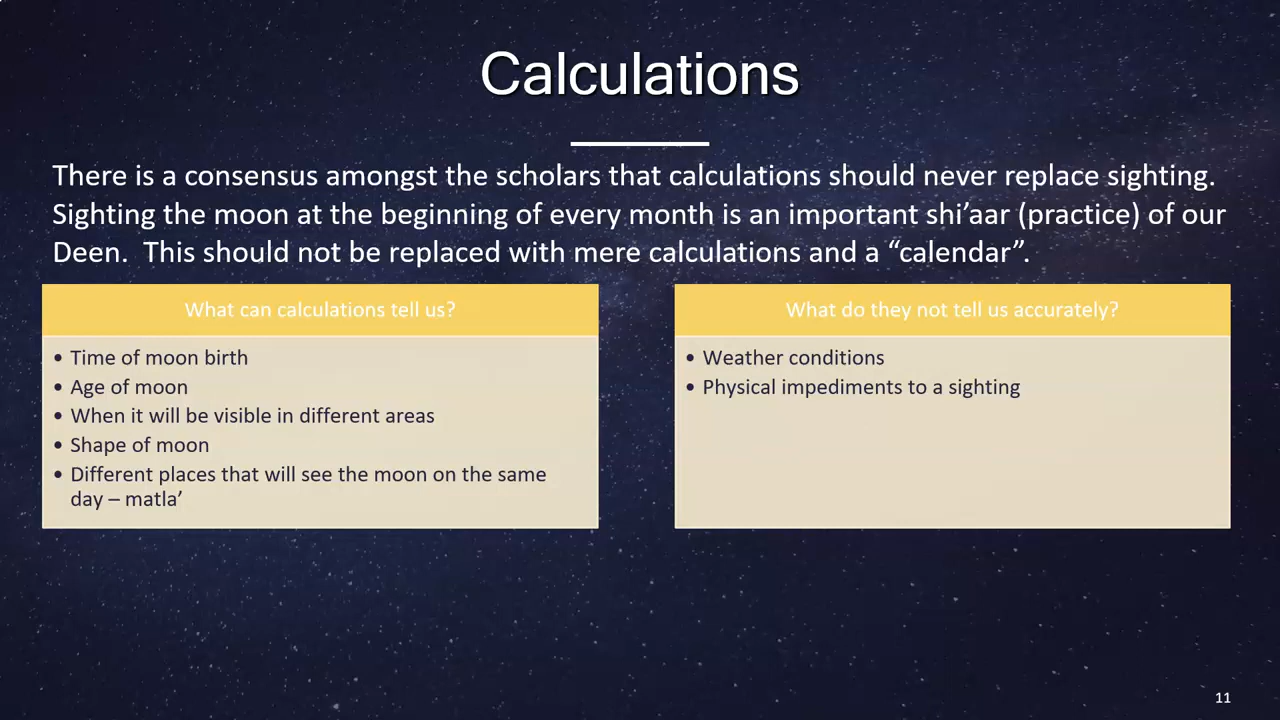 Calculations
There is a consensus amongst the scholars that calculations should never replace sighting.
Sighting the moon at the beginning of every month is an important shi’aar (practice) of our
Deen.  This should not be replaced with mere calculations and a “calendar”.
What can calculations tell us?
• Time of moon birth
• Age of moon
• When it will be visible in different areas
• Shape of moon
• Different places that will see the moon on the same
day – matla’
What do they not tell us accurately?
• Weather conditions
• Physical impediments to a sighting
11